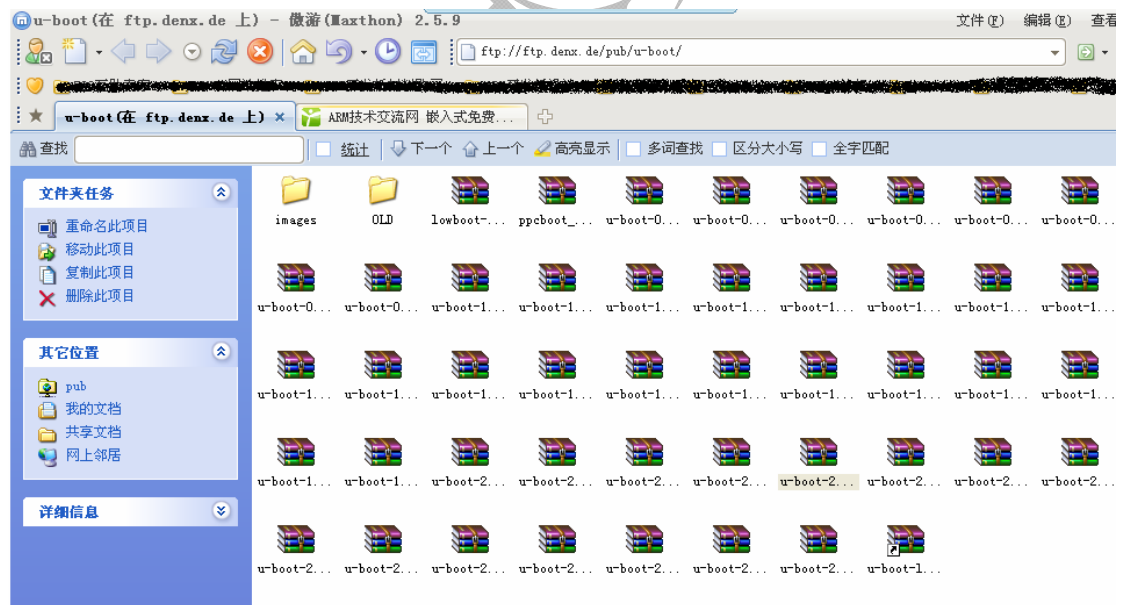 u-boot(在 ftp.denx.de 上) - 傲游(Maxthon) 2.5.9 文件(F) 编辑(E) 查看
ftp://ftp.denx.de/pub/u-boot/
u-boot(在 ftp.denx.de 上) ARM技术交流网 嵌入式免费...
查找 统计 下一个 上一个 高亮显示 多词查找 区分大小写 全字匹配
文件夹任务
重命名此项目
移动此项目
复制此项目
删除此项目
其它位置
pub
我的文档
共享文档
网上邻居
详细信息
images OLD lowboot-... ppcboot_... u-boot-0... u-boot-0... u-boot-0... u-boot-0... u-boot-0... u-boot-0...
u-boot-0... u-boot-0... u-boot-1... u-boot-1... u-boot-1... u-boot-1... u-boot-1... u-boot-1... u-boot-1... u-boot-1...
u-boot-1... u-boot-1... u-boot-1... u-boot-1... u-boot-1... u-boot-1... u-boot-1... u-boot-1... u-boot-1... u-boot-1...
u-boot-1... u-boot-1... u-boot-2... u-boot-2... u-boot-2... u-boot-2... u-boot-2... u-boot-2... u-boot-2... u-boot-2...
u-boot-2... u-boot-2... u-boot-2... u-boot-2... u-boot-2... u-boot-2... u-boot-2... u-boot-l...